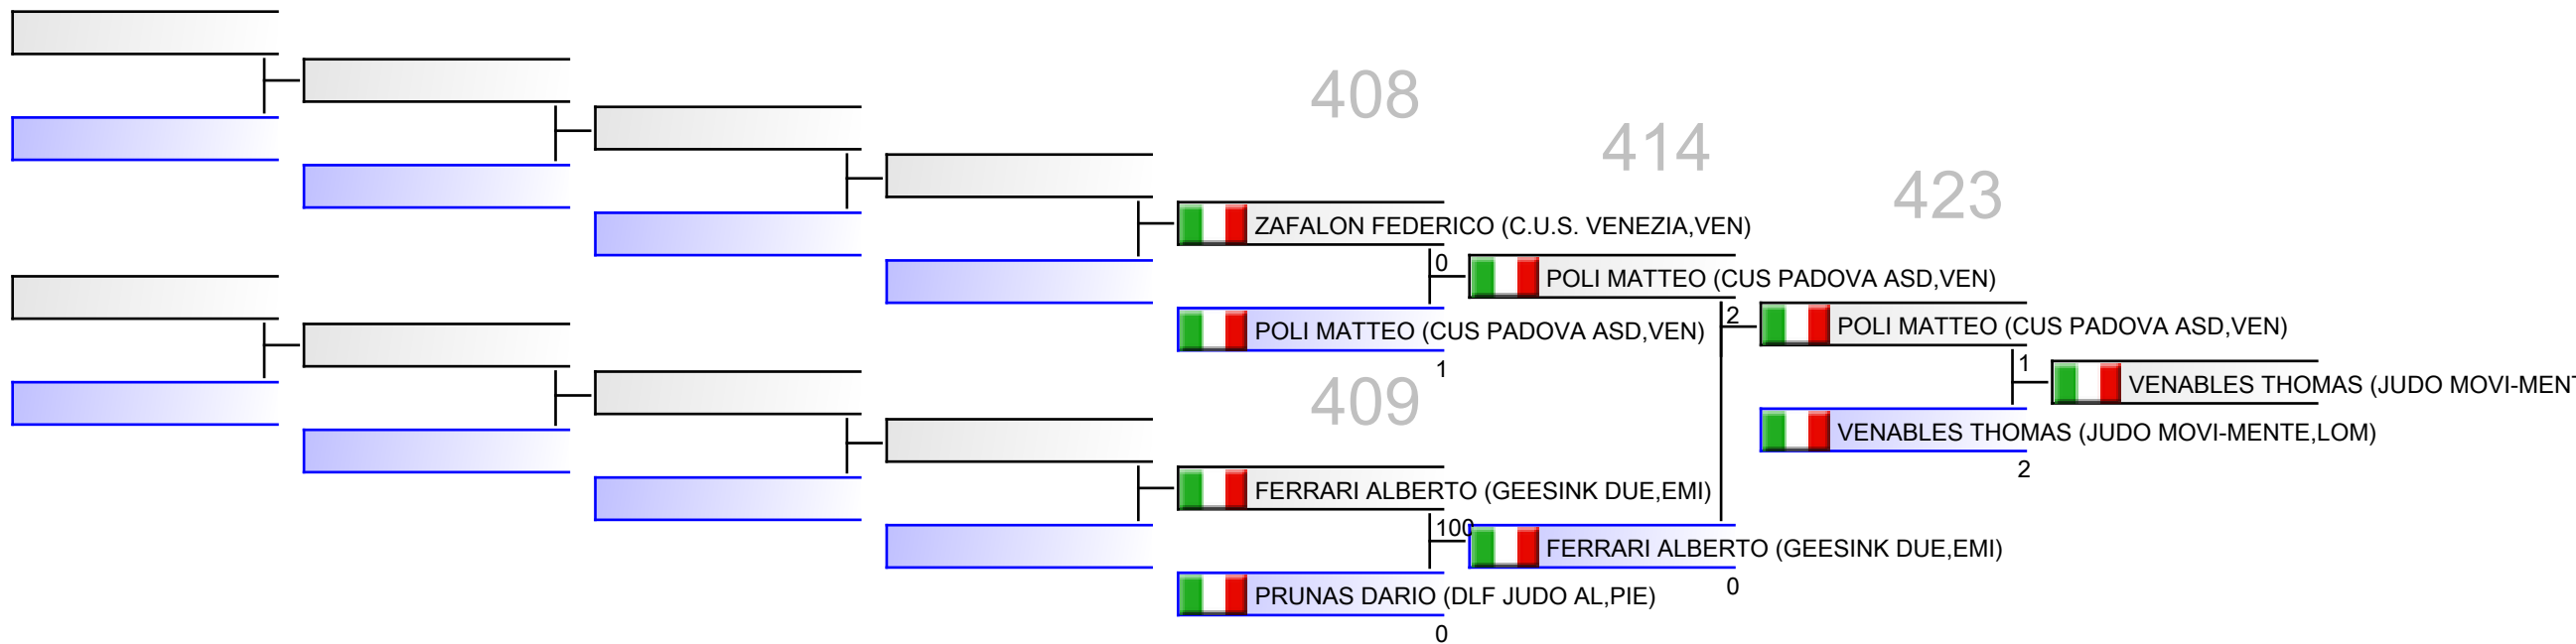 408
414
423
ZAFALON FEDERICO (C.U.S. VENEZIA,VEN)
0
POLI MATTEO (CUS PADOVA ASD,VEN)
POLI MATTEO (CUS PADOVA ASD,VEN)
1
2
POLI MATTEO (CUS PADOVA ASD,VEN)
1
VENABLES THOMAS (JUDO MOVI-MENT
VENABLES THOMAS (JUDO MOVI-MENTE,LOM)
2
409
FERRARI ALBERTO (GEESINK DUE,EMI)
100
FERRARI ALBERTO (GEESINK DUE,EMI)
0
PRUNAS DARIO (DLF JUDO AL,PIE)
0